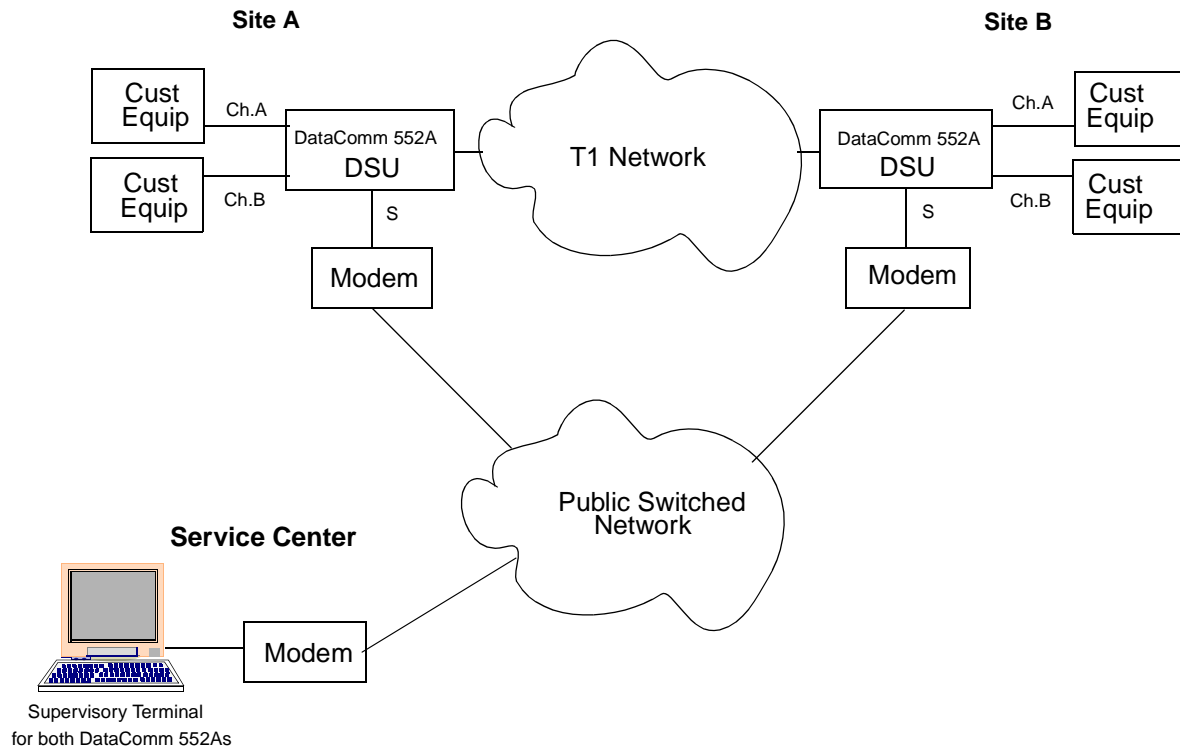 Site A
Site B
Cust
Equip
Ch.A
DataComm 552A
DSU
T1 Network
DataComm 552A
DSU
Ch.A
Cust
Equip
Cust
Equip
Ch.B
S
Ch.B
Cust
Equip
S
Modem
Modem
Public Switched
Network
Service Center
Modem
Supervisory Terminal
for both DataComm 552As